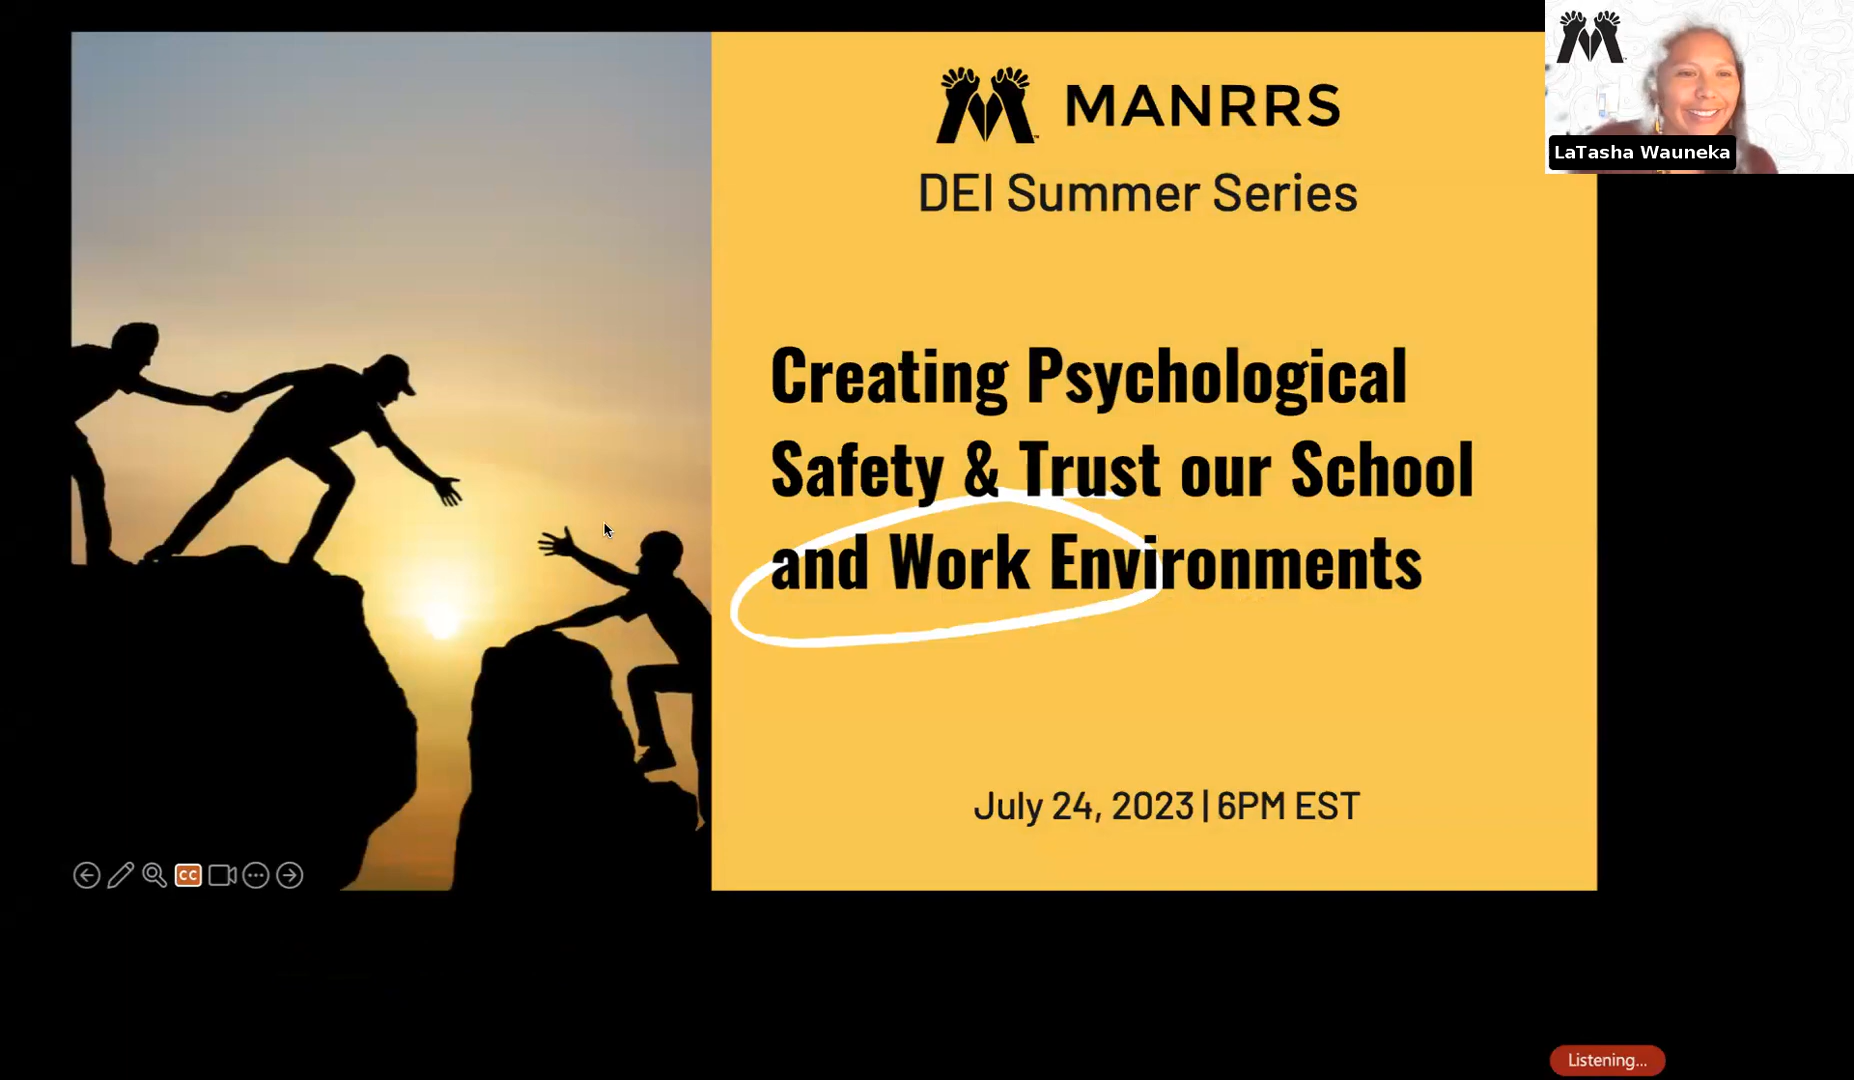 MANRRS
DEI Summer Series
Creating Psychological
Safety & Trust our School
and Work Environments
July 24, 2023 | 6PM EST
LaTasha Wauneka
CC
Listening...